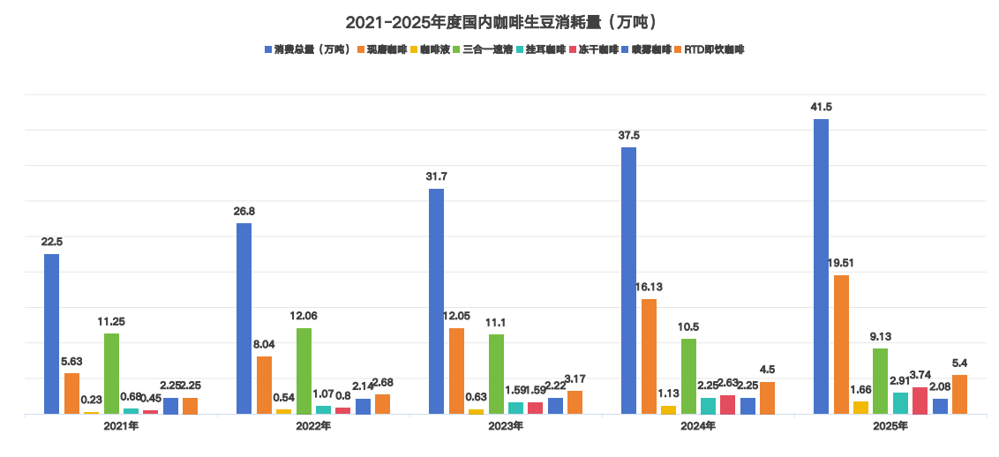 2021-2025年度国内咖啡生豆消耗量（万吨）
消费总量（万吨） 现磨咖啡 咖啡液 三合一速溶 挂耳咖啡 冻干咖啡 喷雾咖啡 RTD即饮咖啡
22.5 5.63 0.23 11.25 0.68 0.45 2.25 2.25
26.8 8.04 0.54 12.06 1.07 0.8 2.14 2.68
31.7 12.05 0.63 11.1 1.59 1.59 2.22 3.17
37.5 16.13 1.13 10.5 2.25 2.63 2.25 4.5
41.5 19.51 1.66 9.13 2.91 3.74 2.08 5.4
2021年 2022年 2023年 2024年 2025年